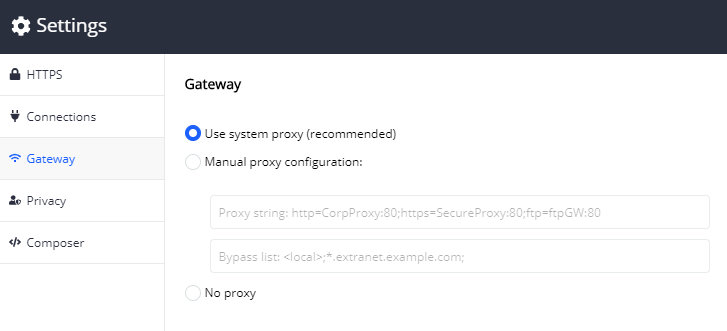 Settings
HTTPS
Connections
Gateway
Privacy
Composer
Gateway
Use system proxy (recommended)
Manual proxy configuration:
Proxy string: http=CorpProxy:80;https=SecureProxy:80;ftp=ftpGW:80
Bypass list: <local>;*.extranet.example.com;
No proxy